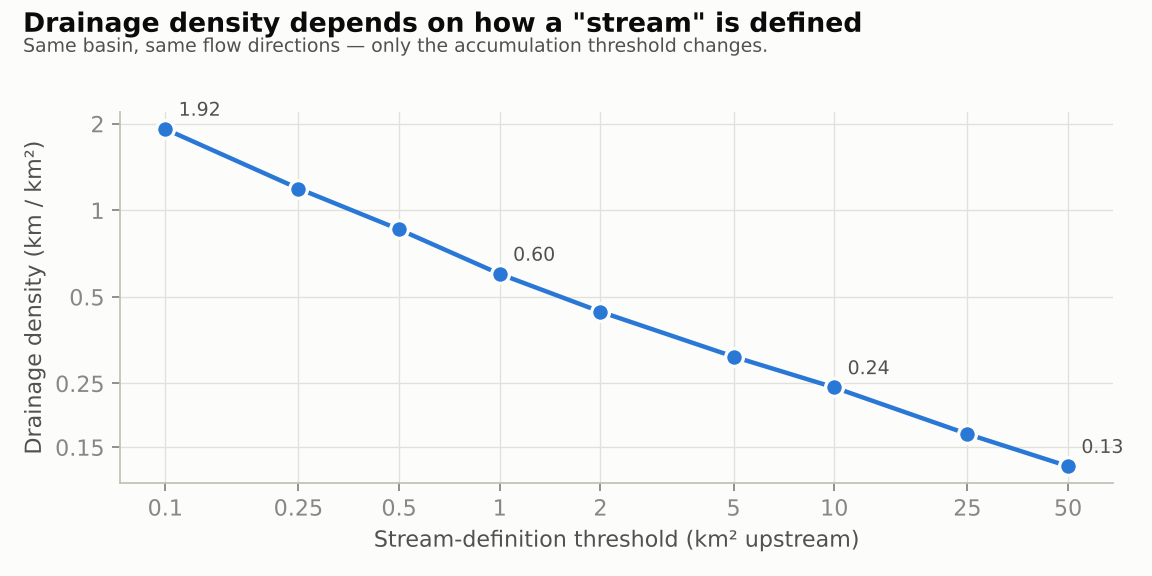 Drainage density depends on how a "stream" is defined
Same basin, same flow directions — only the accumulation threshold changes.
1.92
2
1
0.60
0.5
0.24
0.25
0.13
0.15
Drainage density (km / km²)
0.1 0.25 0.5 1 2 5 10 25 50
Stream-definition threshold (km² upstream)